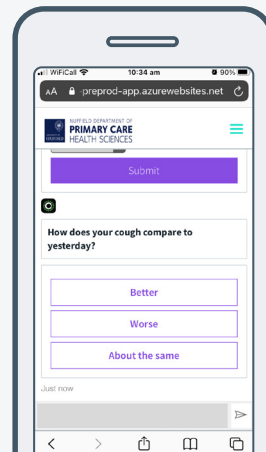 WiFiCall 10:34 am 90%
AA -preprod-app.azurewebsites.net
NUFFIELD DEPARTMENT OF
PRIMARY CARE
HEALTH SCIENCES
Submit
How does your cough compare to
yesterday?
Better
Worse
About the same
Just now